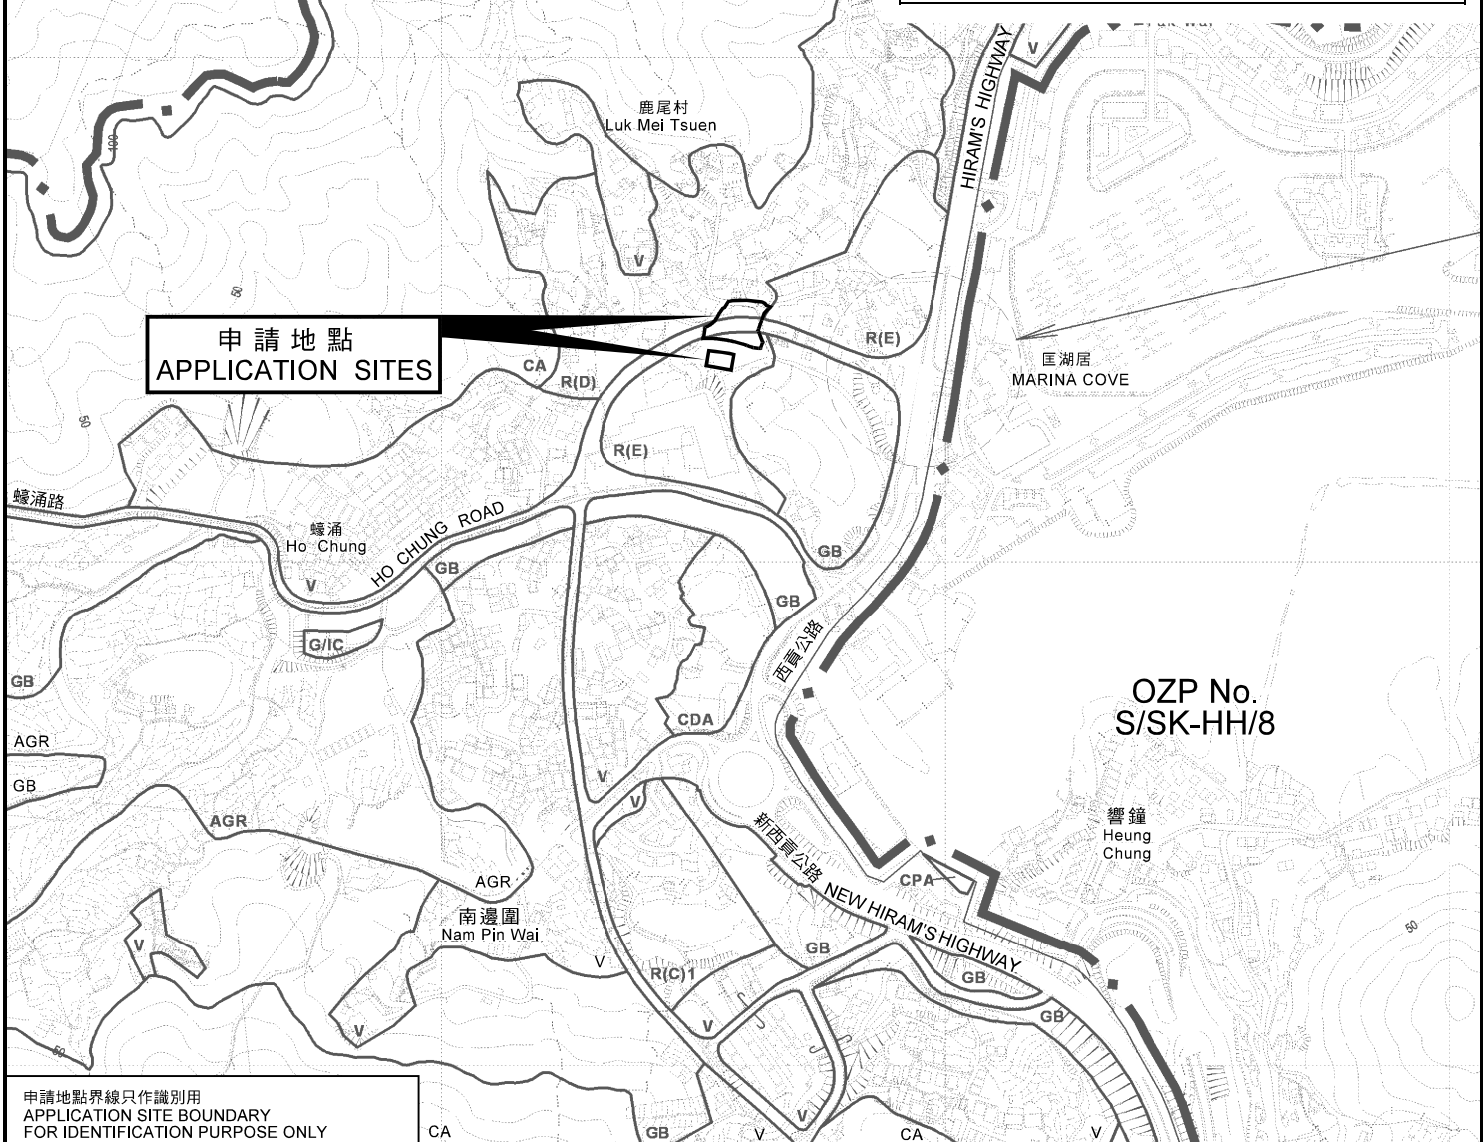 V
鹿尾村
Luk Mei Tsuen
HIRAM'S HIGHWAY
100
V
50
申請地點
APPLICATION SITES
R(E)
匡湖居
MARINA COVE
CA
R(D)
50
R(E)
蠔涌路
蠔涌
Ho Chung
HO CHUNG ROAD
GB
GB
V
GB
G/IC
西貢公路
GB
OZP No.
S/SK-HH/8
CDA
AGR
V
GB
V
AGR
新西貢公路
響鐘
Heung
Chung
CPA
AGR
NEW HIRAM'S HIGHWAY
南邊圍
Nam Pin Wai
50
V
GB
V
R(C)1
GB
GB
V
V
50
申請地點界線只作識別用
APPLICATION SITE BOUNDARY
FOR IDENTIFICATION PURPOSE ONLY
V
CA
GB
V
CA
V